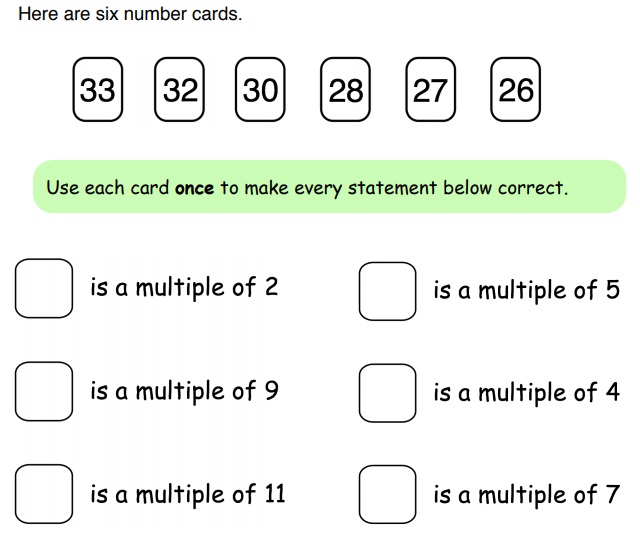 Here are six number cards.
33 32 30 28 27 26
Use each card once to make every statement below correct.
is a multiple of 2
is a multiple of 5
is a multiple of 9
is a multiple of 4
is a multiple of 11
is a multiple of 7